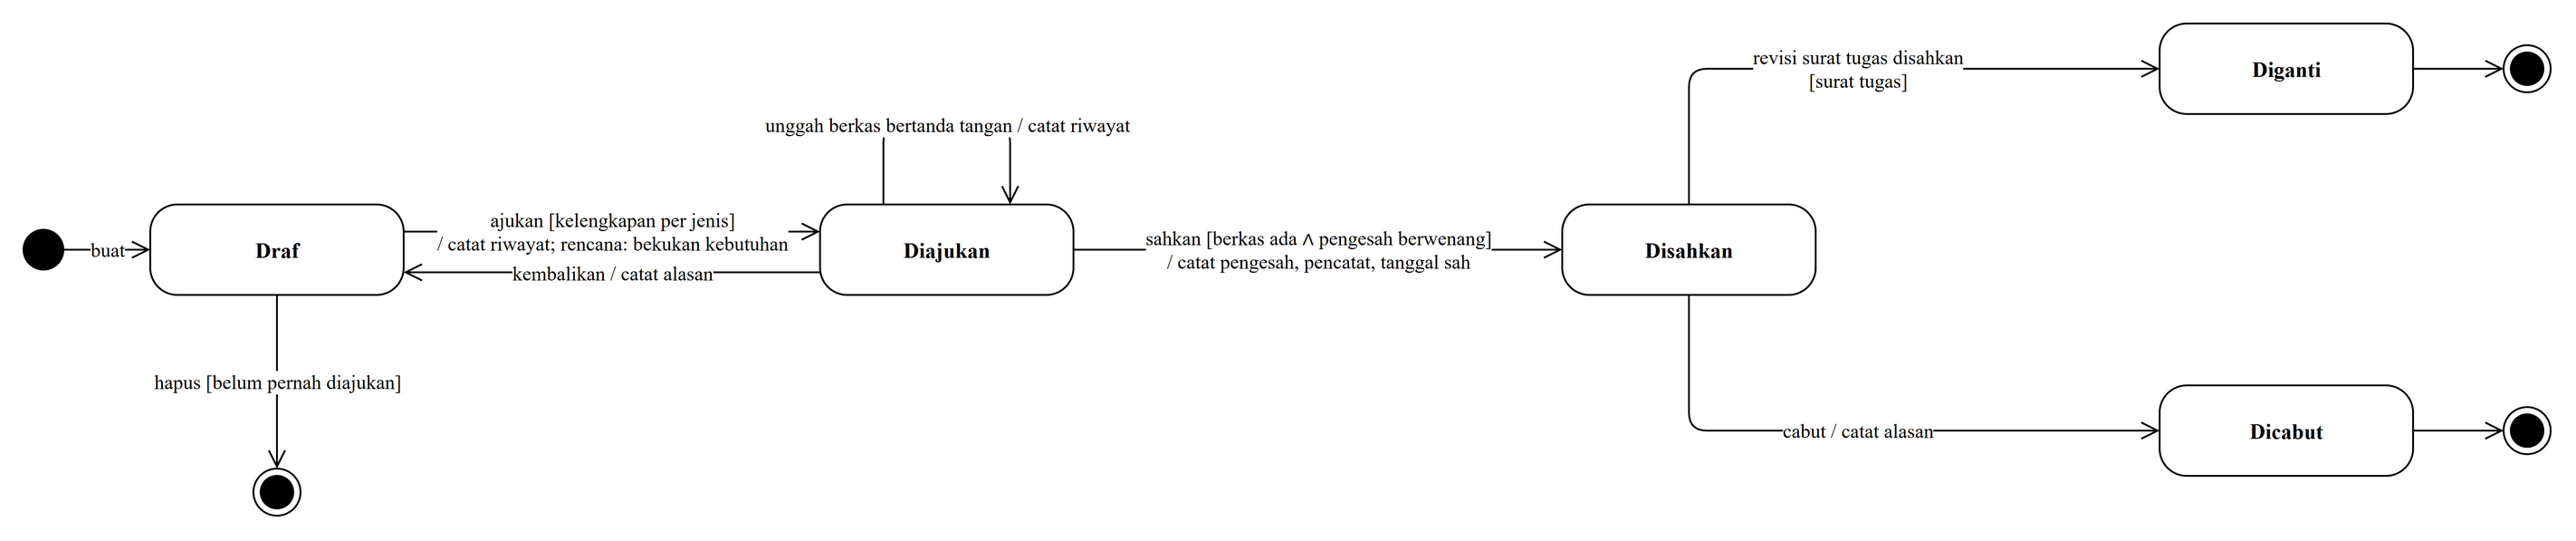 revisi surat tugas disahkan
[surat tugas]
Diganti
unggah berkas bertanda tangan / catat riwayat
buat
Draf
ajukan [kelengkapan per jenis]
/ catat riwayat; rencana: bekukan kebutuhan
kembalikan / catat alasan
Diajukan
sahkan [berkas ada ∧ pengesah berwenang]
/ catat pengesah, pencatat, tanggal sah
Disahkan
hapus [belum pernah diajukan]
cabut / catat alasan
Dicabut